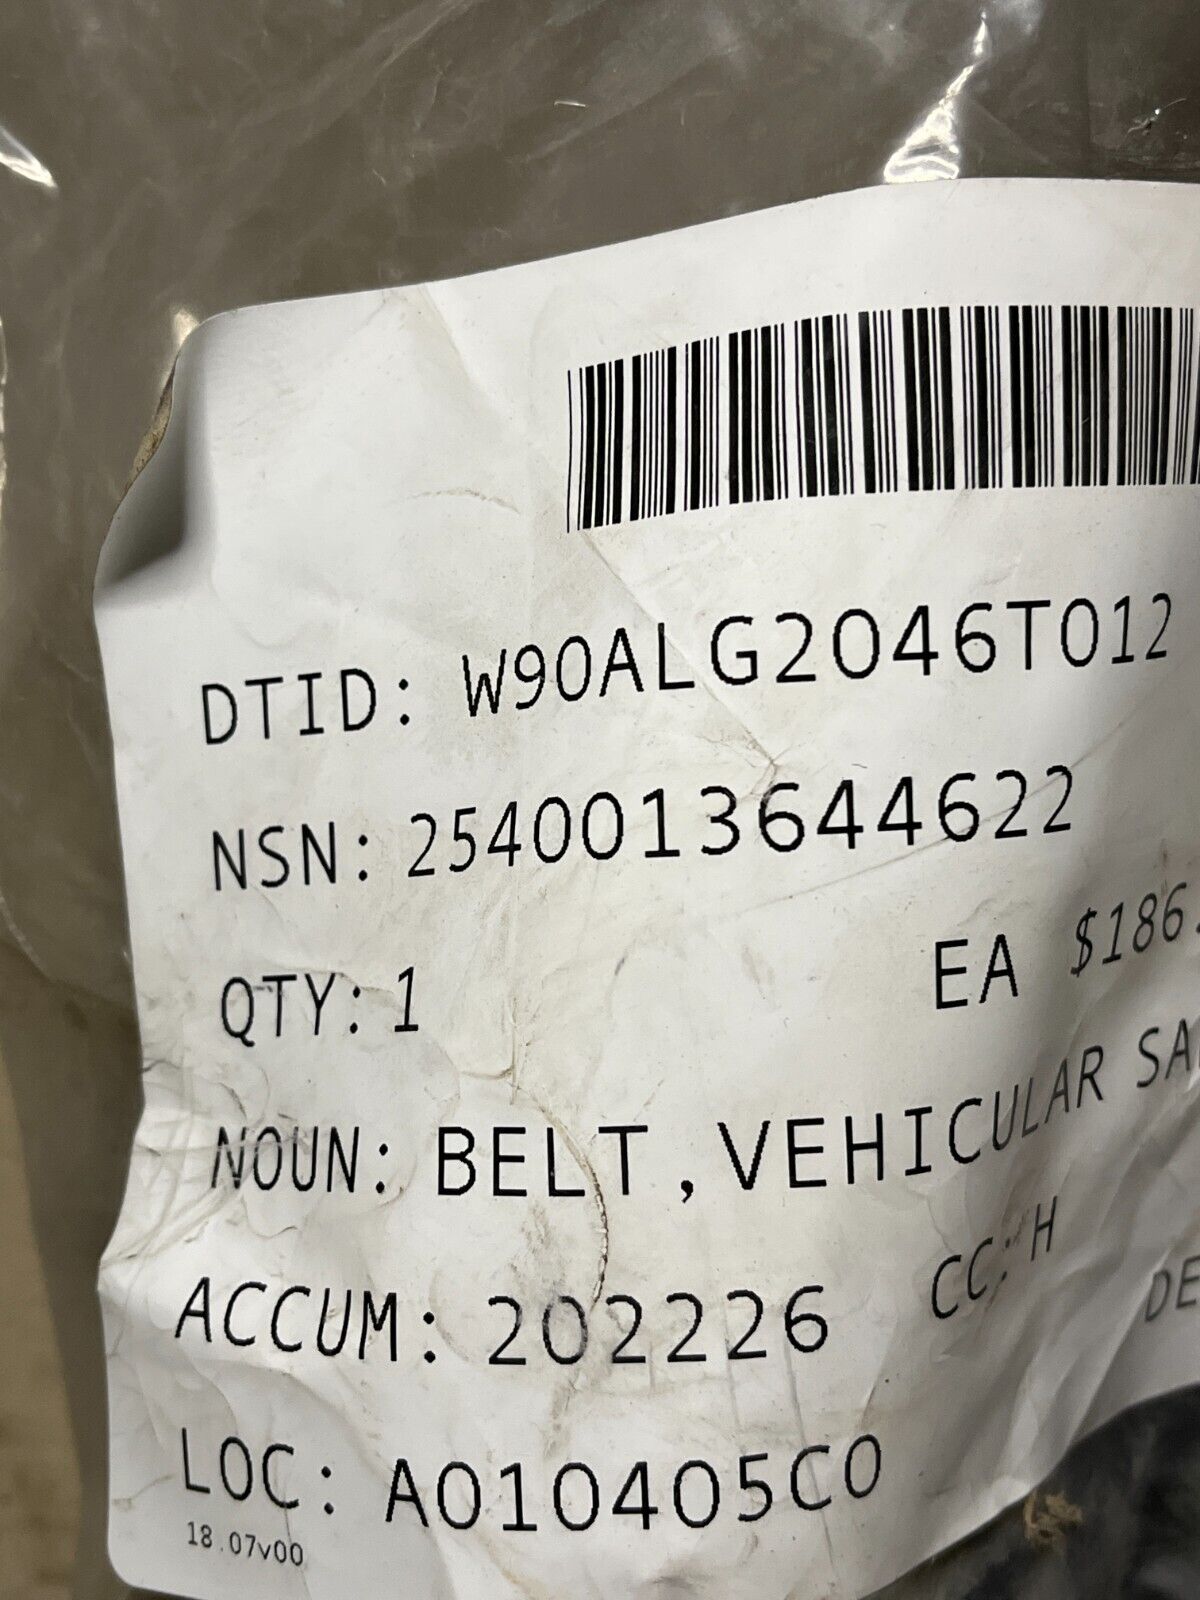 DTID: W90ALG2046T012
NSN: 2540013644622
QTY: 1 EA $186.
NOUN: BELT,VEHICULAR SA
ACCUM: 202226 CC: H DE
LOC: A010405C0
18.07v00